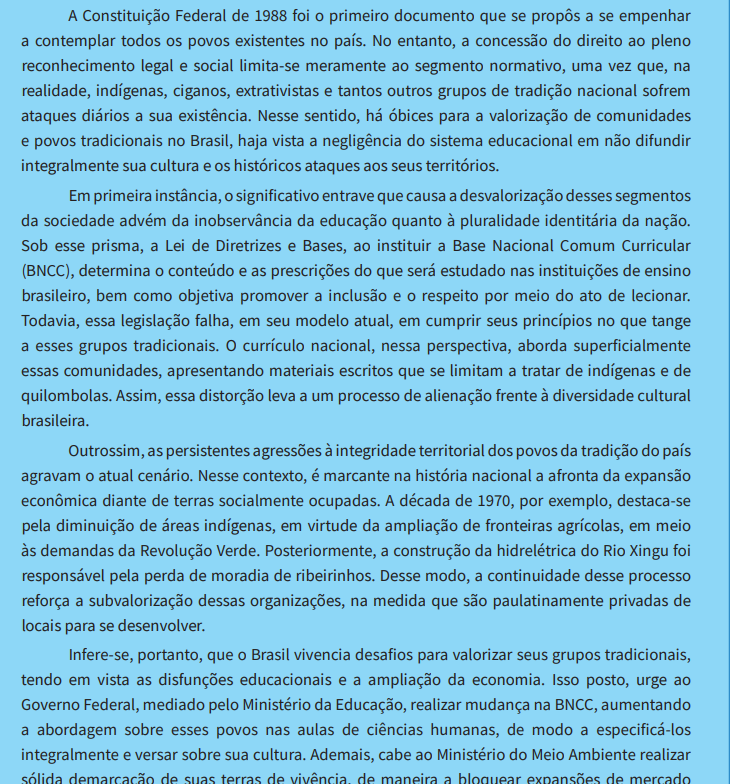 A Constituição Federal de 1988 foi o primeiro documento que se propôs a se empenhar
a contemplar todos os povos existentes no país. No entanto, a concessão do direito ao pleno
reconhecimento legal e social limita-se meramente ao segmento normativo, uma vez que, na
realidade, indígenas, ciganos, extrativistas e tantos outros grupos de tradição nacional sofrem
ataques diários a sua existência. Nesse sentido, há óbices para a valorização de comunidades
e povos tradicionais no Brasil, haja vista a negligência do sistema educacional em não difundir
integralmente sua cultura e os históricos ataques aos seus territórios.
Em primeira instância, o significativo entrave que causa a desvalorização desses segmentos
da sociedade advém da inobservância da educação quanto à pluralidade identitária da nação.
Sob esse prisma, a Lei de Diretrizes e Bases, ao instituir a Base Nacional Comum Curricular
(BNCC), determina o conteúdo e as prescrições do que será estudado nas instituições de ensino
brasileiro, bem como objetiva promover a inclusão e o respeito por meio do ato de lecionar.
Todavia, essa legislação falha, em seu modelo atual, em cumprir seus princípios no que tange
a esses grupos tradicionais. O currículo nacional, nessa perspectiva, aborda superficialmente
essas comunidades, apresentando materiais escritos que se limitam a tratar de indígenas e de
quilombolas. Assim, essa distorção leva a um processo de alienação frente à diversidade cultural
brasileira.
Outrossim, as persistentes agressões à integridade territorial dos povos da tradição do país
agravam o atual cenário. Nesse contexto, é marcante na história nacional a afronta da expansão
econômica diante de terras socialmente ocupadas. A década de 1970, por exemplo, destaca-se
pela diminuição de áreas indígenas, em virtude da ampliação de fronteiras agrícolas, em meio
às demandas da Revolução Verde. Posteriormente, a construção da hidrelétrica do Rio Xingu foi
responsável pela perda de moradia de ribeirinhos. Desse modo, a continuidade desse processo
reforça a subvalorização dessas organizações, na medida que são paulatinamente privadas de
locais para se desenvolver.
Infere-se, portanto, que o Brasil vivencia desafios para valorizar seus grupos tradicionais,
tendo em vista as disfunções educacionais e a ampliação da economia. Isso posto, urge ao
Governo Federal, mediado pelo Ministério da Educação, realizar mudança na BNCC, aumentando
a abordagem sobre esses povos nas aulas de ciências humanas, de modo a especificá-los
integralmente e versar sobre sua cultura. Ademais, cabe ao Ministério do Meio Ambiente realizar
sólida demarcação de suas terras de vivência, de maneira a bloquear expansões de mercado